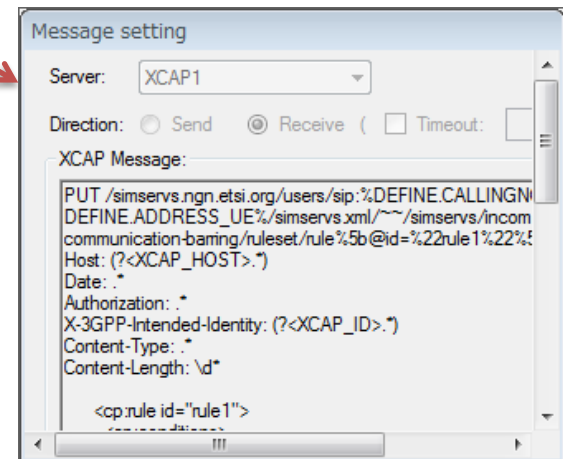 Message setting
Server: XCAP1
Direction: Send Receive ( Timeout:
XCAP Message:
PUT /simservs.ngn.etsi.org/users/sip:%DEFINE.CALLINGN
DEFINE.ADDRESS_UE%/simservs.xml/~~/simservs/incom
communication-barring/ruleset/rule%5b@id=%22rule1%22%5
Host: (?<XCAP_HOST>.*)
Date: .*
Authorization: .*
X-3GPP-Intended-Identity: (?<XCAP_ID>.*)
Content-Type: .*
Content-Length: \d*
<cp:rule id="rule1">
<cp:conditions>